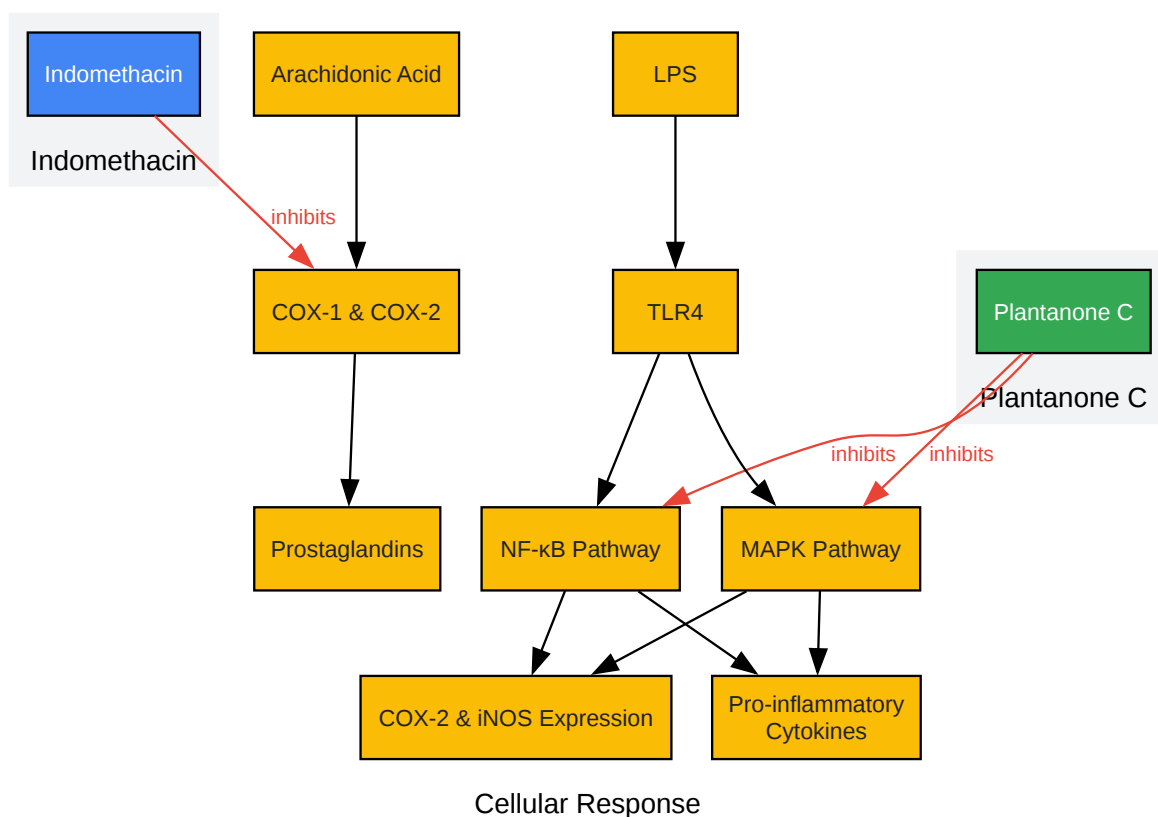 Indomethacin
Arachidonic Acid
LPS
Indomethacin
inhibits
COX-1 & COX-2
TLR4
Plantanone C
Plantanone C
inhibits
inhibits
Prostaglandins
NF-κB Pathway
MAPK Pathway
COX-2 & iNOS Expression
Pro-inflammatory
Cytokines
Cellular Response